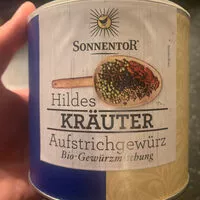 SONNENTOR
Hildes
KRÄUTER
Aufstrichgewürz
Bio-Gewürzmischung